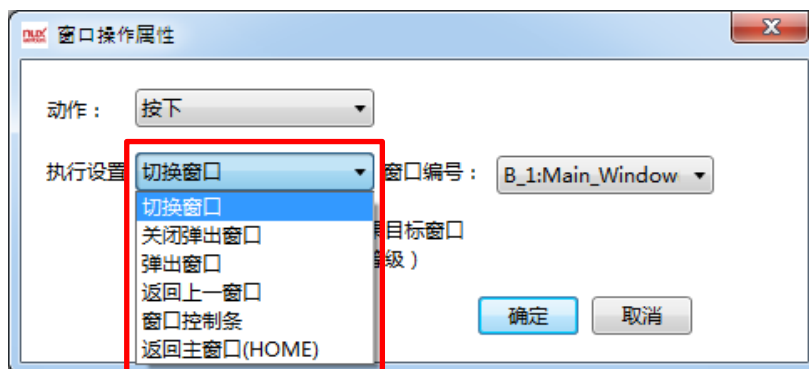 窗口操作属性
动作：
按下
执行设置
切换窗口
窗口编号：
B_1:Main_Window
切换窗口
关闭弹出窗口
目标窗口
弹出窗口
级）
返回上一窗口
窗口控制条
确定
取消
返回主窗口(HOME)